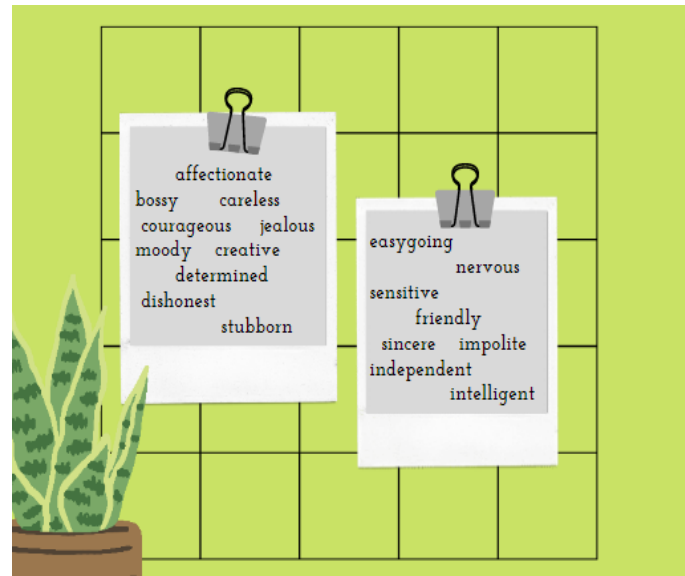 affectionate
bossy careless
courageous jealous
moody creative
determined
dishonest
stubborn
easygoing
nervous
sensitive
friendly
sincere impolite
independent
intelligent